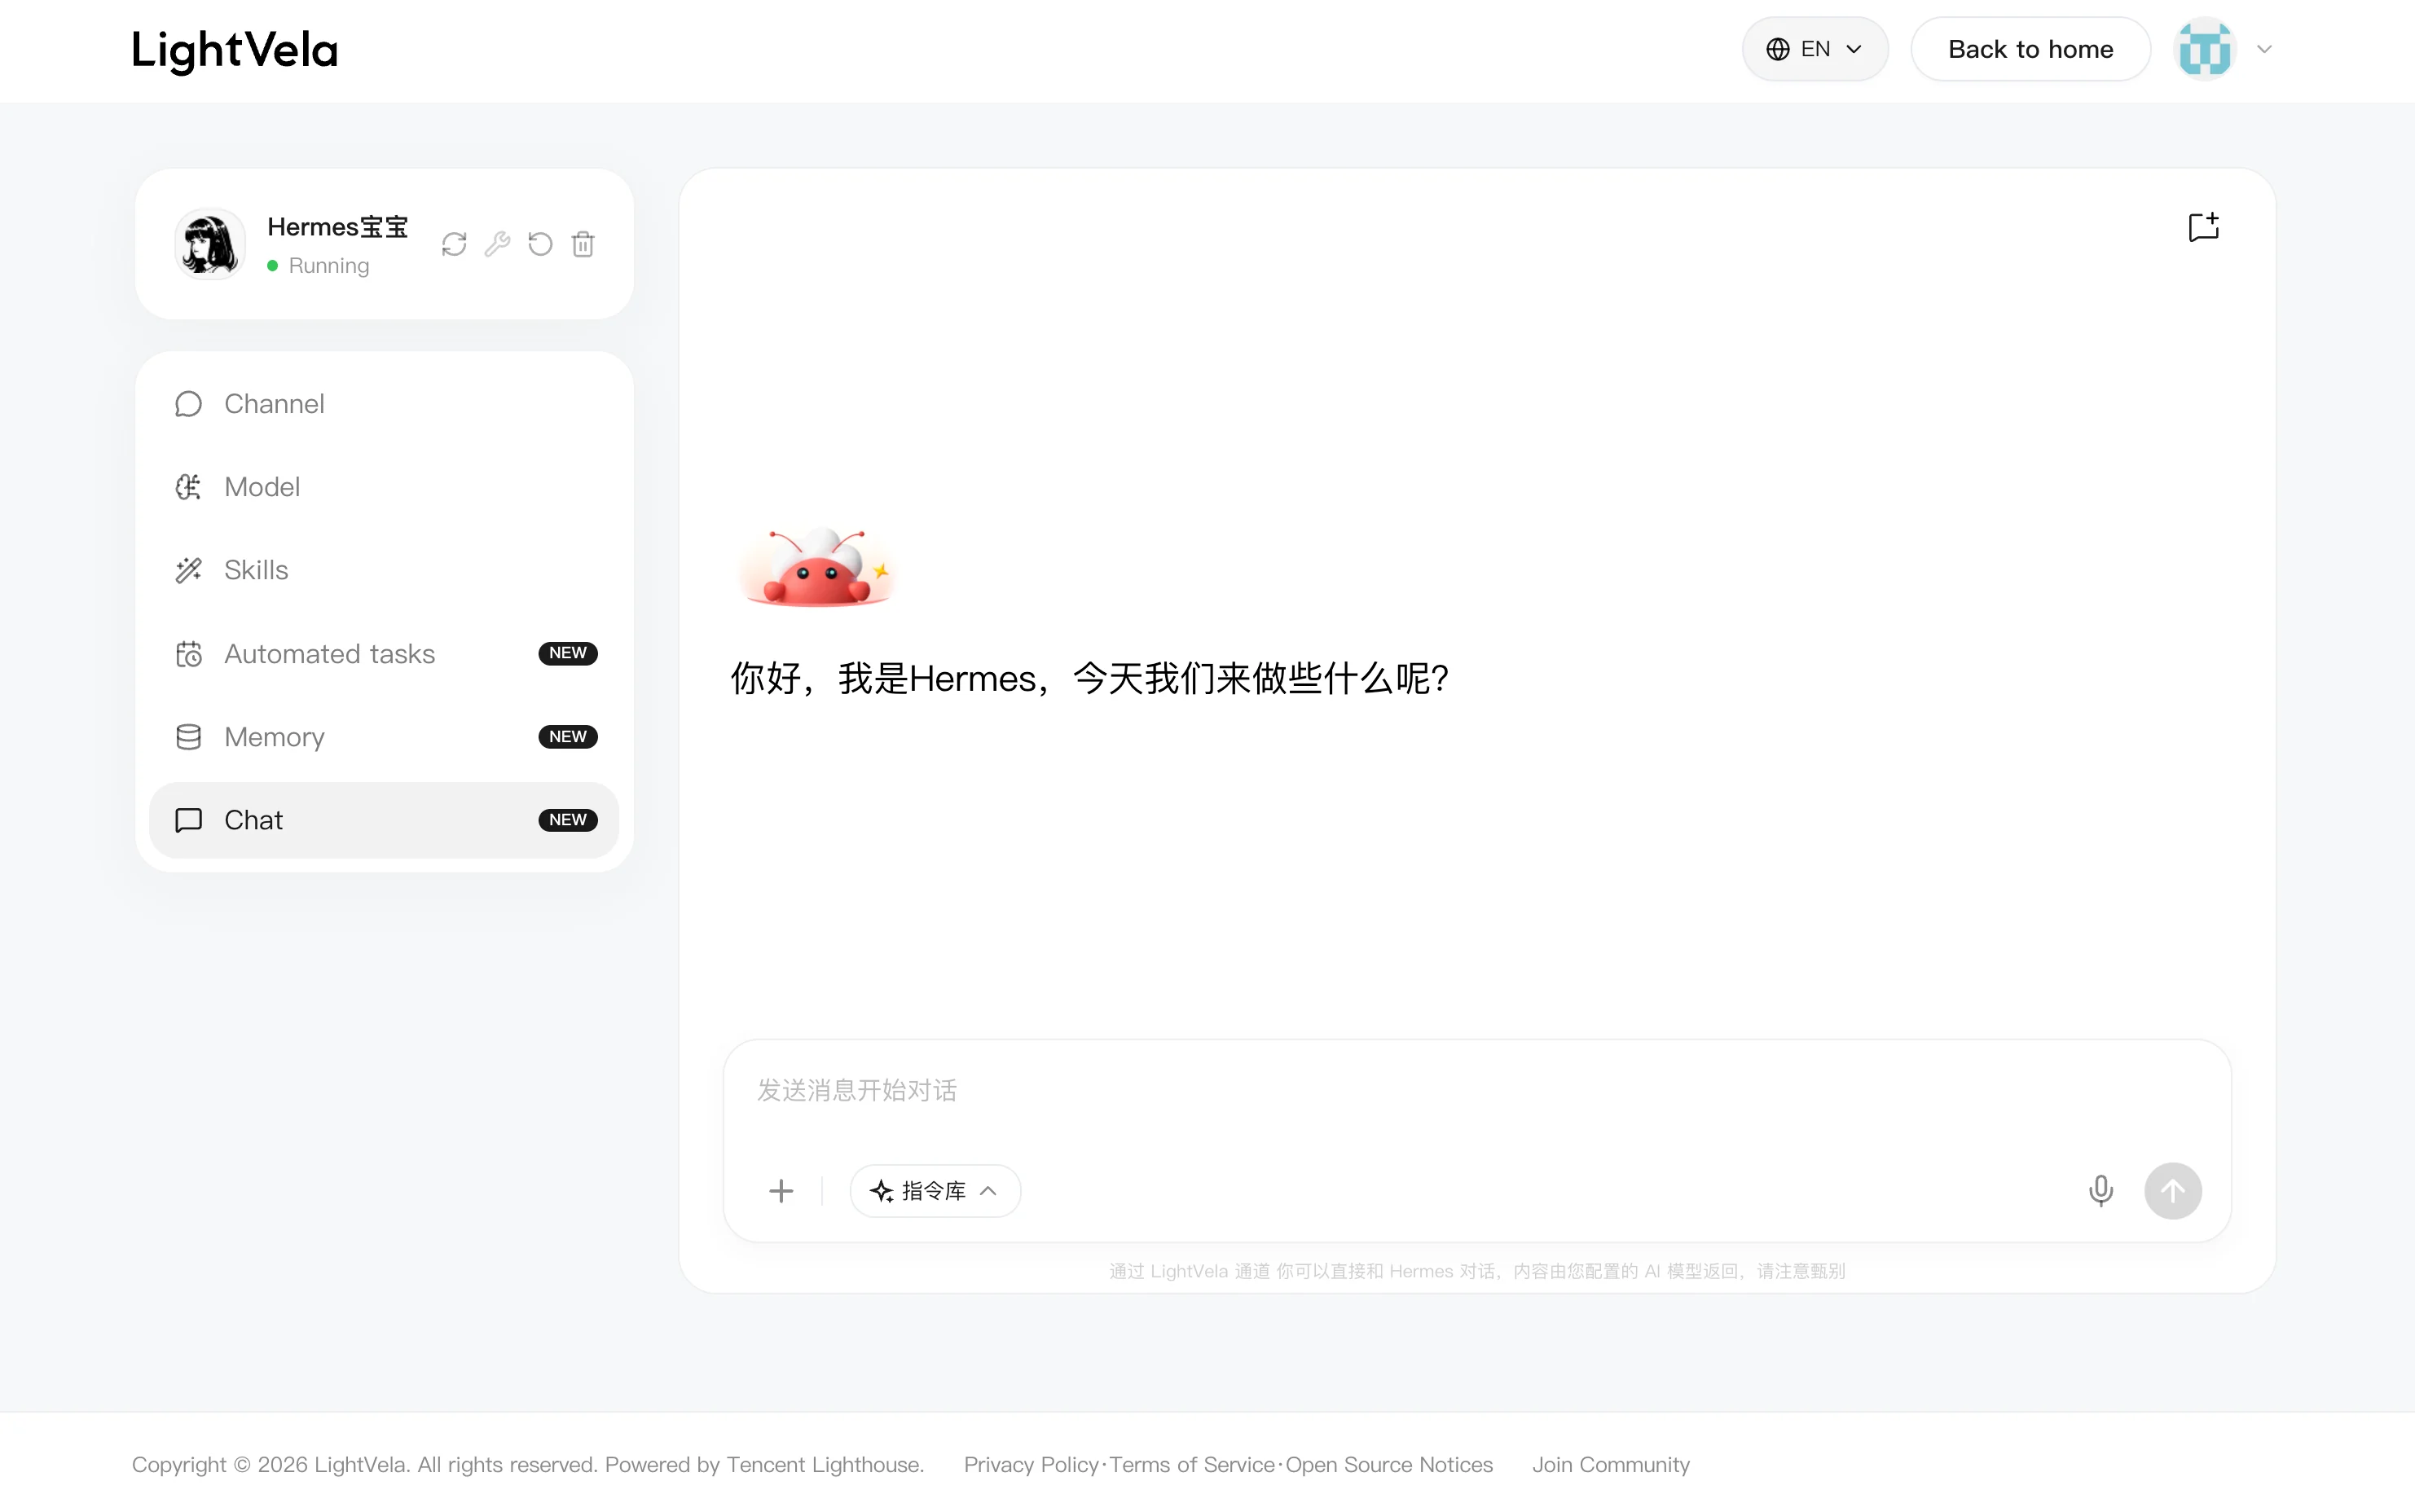 LightVela
EN
Back to home
Hermes宝宝
Running
Channel
Model
Skills
Automated tasks NEW
Memory NEW
Chat NEW
你好，我是Hermes，今天我们来做些什么呢？
发送消息开始对话
指令库
通过 LightVela 通道 你可以直接和 Hermes 对话，内容由您配置的 AI 模型返回，请注意甄别
Copyright © 2026 LightVela. All rights reserved. Powered by Tencent Lighthouse. Privacy Policy·Terms of Service·Open Source Notices Join Community